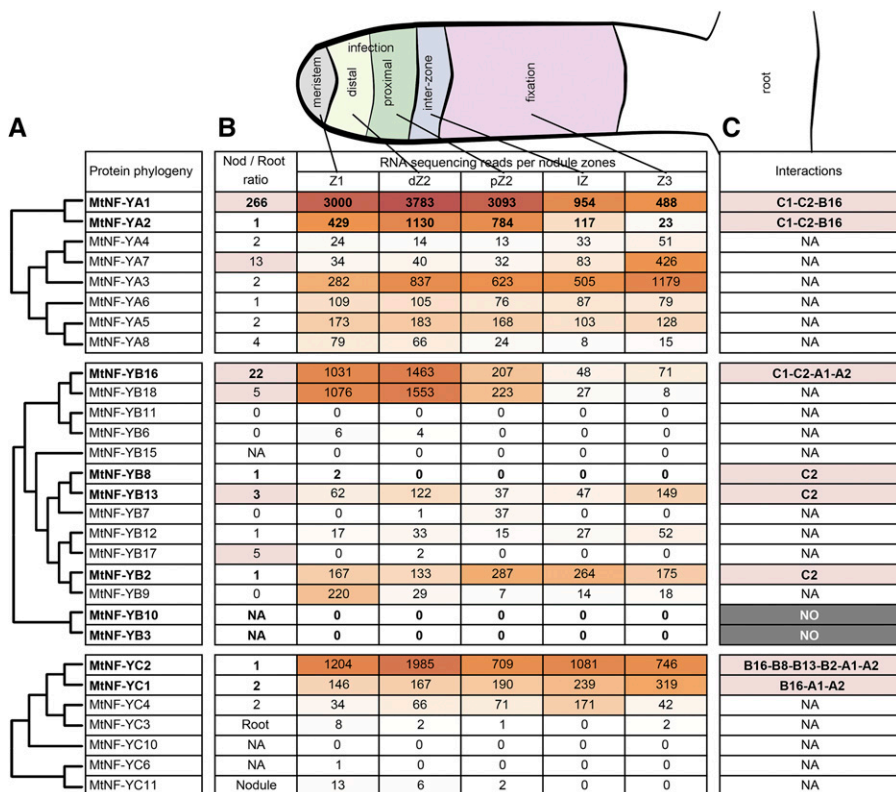 infection
meristem
distal
proximal
inter-zone
fixation
root
A
B
C
Protein phylogeny
Nod / Root ratio
RNA sequencing reads per nodule zones
Interactions
Z1 dZ2 pZ2 IZ Z3
MtNF-YA1 266 3000 3783 3093 954 488 C1-C2-B16
MtNF-YA2 1 429 1130 784 117 23 C1-C2-B16
MtNF-YA4 2 24 14 13 33 51 NA
MtNF-YA7 13 34 40 32 83 426 NA
MtNF-YA3 2 282 837 623 505 1179 NA
MtNF-YA6 1 109 105 76 87 79 NA
MtNF-YA5 2 173 183 168 103 128 NA
MtNF-YA8 4 79 66 24 8 15 NA
MtNF-YB16 22 1031 1463 207 48 71 C1-C2-A1-A2
MtNF-YB18 5 1076 1553 223 27 8 NA
MtNF-YB11 0 0 0 0 0 0 NA
MtNF-YB6 0 6 4 0 0 0 NA
MtNF-YB15 NA 0 0 0 0 0 NA
MtNF-YB8 1 2 0 0 0 0 C2
MtNF-YB13 3 62 122 37 47 149 C2
MtNF-YB7 0 0 1 37 0 0 NA
MtNF-YB12 1 17 33 15 27 52 NA
MtNF-YB17 5 0 2 0 0 0 NA
MtNF-YB2 1 167 133 287 264 175 C2
MtNF-YB9 0 220 29 7 14 18 NA
MtNF-YB10 NA 0 0 0 0 0 NO
MtNF-YB3 NA 0 0 0 0 0 NO
MtNF-YC2 1 1204 1985 709 1081 746 B16-B8-B13-B2-A1-A2
MtNF-YC1 2 146 167 190 239 319 B16-A1-A2
MtNF-YC4 2 34 66 71 171 42 NA
MtNF-YC3 Root 8 2 1 0 2 NA
MtNF-YC10 NA 0 0 0 0 0 NA
MtNF-YC6 NA 1 0 0 0 0 NA
MtNF-YC11 Nodule 13 6 2 0 0 NA